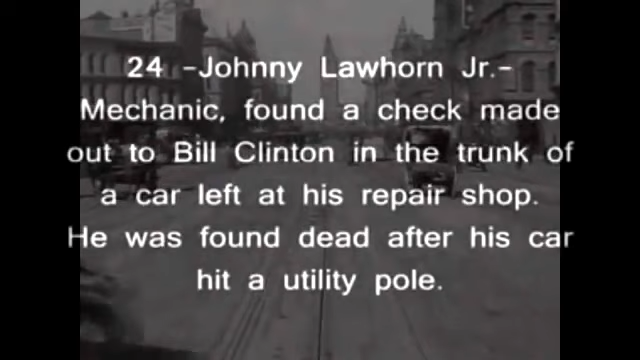 24 -Johnny Lawhorn Jr.-
Mechanic, found a check made
out to Bill Clinton in the trunk of
a car left at his repair shop.
He was found dead after his car
hit a utility pole.